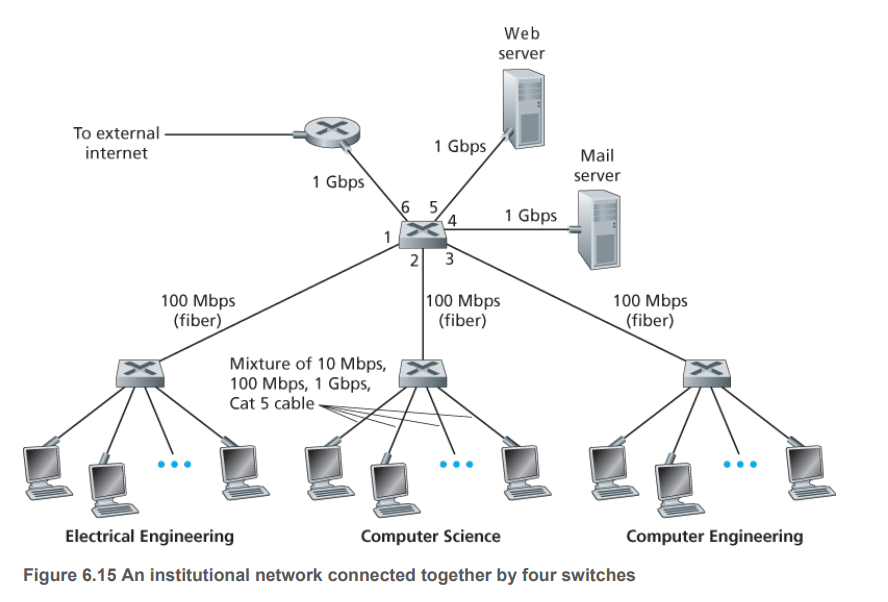 Web
server
To external
internet
1 Gbps
Mail
server
1 Gbps
1 Gbps
6
5
4
1
2
3
100 Mbps
(fiber)
100 Mbps
(fiber)
100 Mbps
(fiber)
Mixture of 10 Mbps,
100 Mbps, 1 Gbps,
Cat 5 cable
Electrical Engineering
Computer Science
Computer Engineering
Figure 6.15 An institutional network connected together by four switches